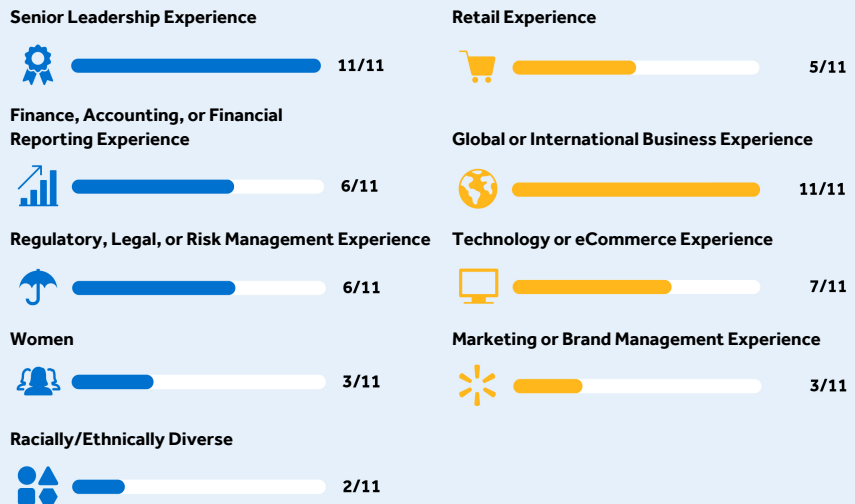 Senior Leadership Experience
11/11
Finance, Accounting, or Financial
Reporting Experience
6/11
Regulatory, Legal, or Risk Management Experience
6/11
Women
3/11
Racially/Ethnically Diverse
2/11
Retail Experience
5/11
Global or International Business Experience
11/11
Technology or eCommerce Experience
7/11
Marketing or Brand Management Experience
3/11